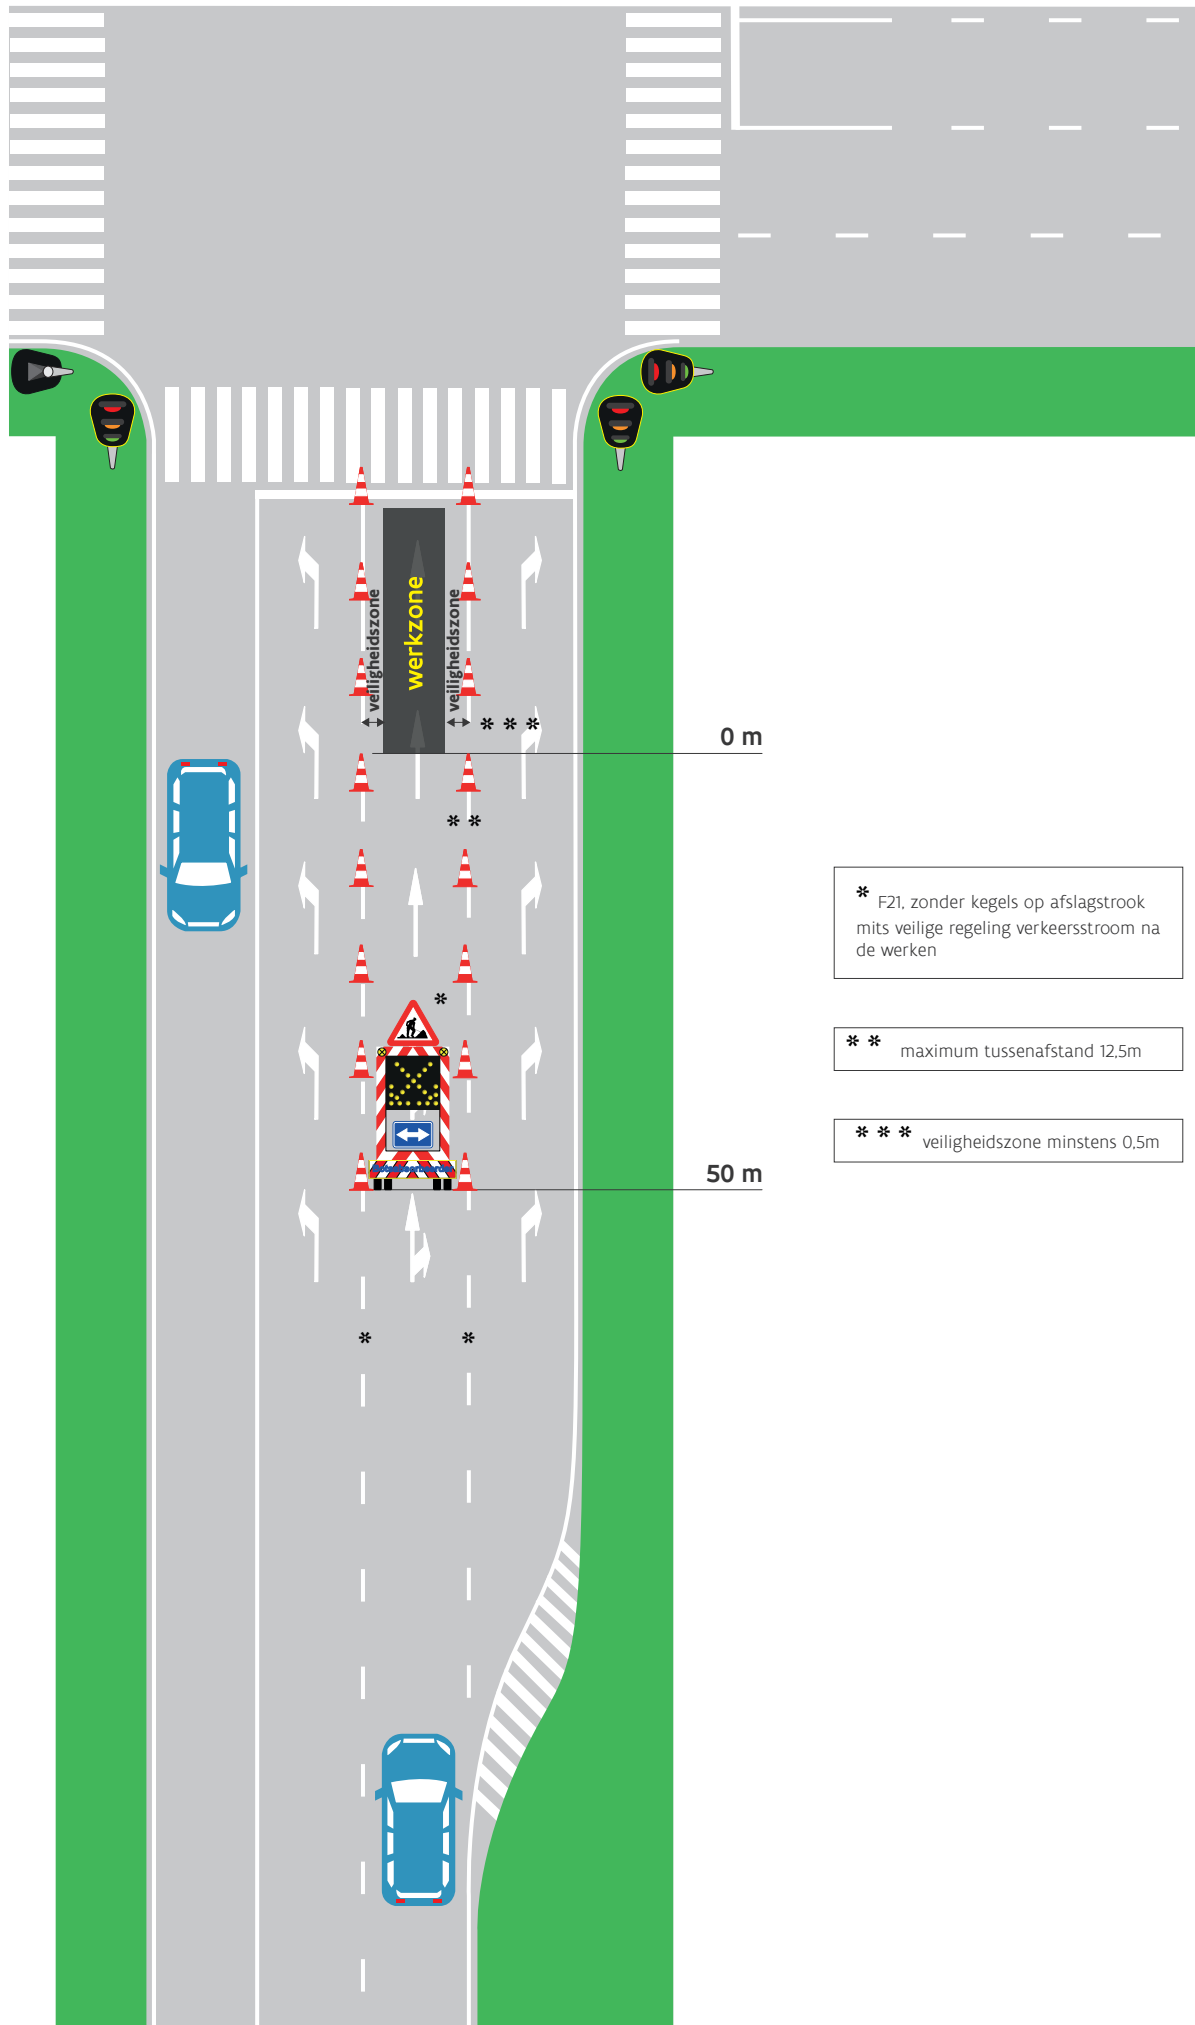 werkzone
veiligheidszone
veiligheidszone
* * *
0 m
* *
* F21, zonder kegels op afslagstrook
mits veilige regeling verkeersstroom na
de werken
*
* * maximum tussenafstand 12,5m
* * * veiligheidszone minstens 0,5m
50 m
* *